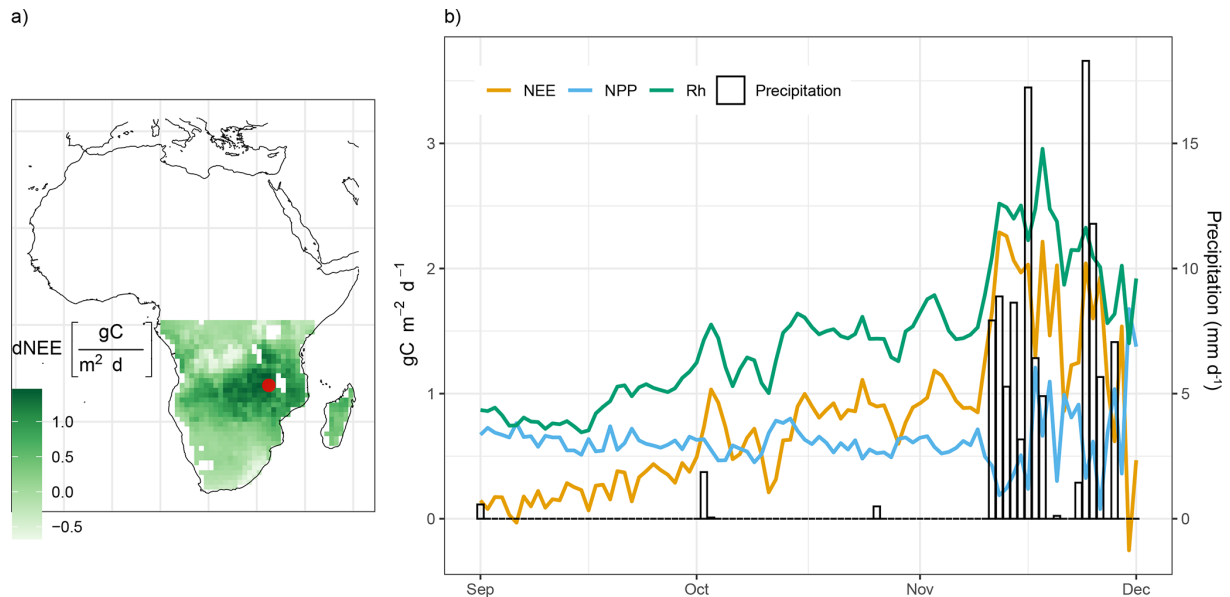 a)
dNEE [gC / m² d]
1.0
0.5
0.0
−0.5
b)
NEE NPP Rh Precipitation
gC m⁻² d⁻¹
3
2
1
0
15
10
5
0
Precipitation (mm d⁻¹)
Sep Oct Nov Dec